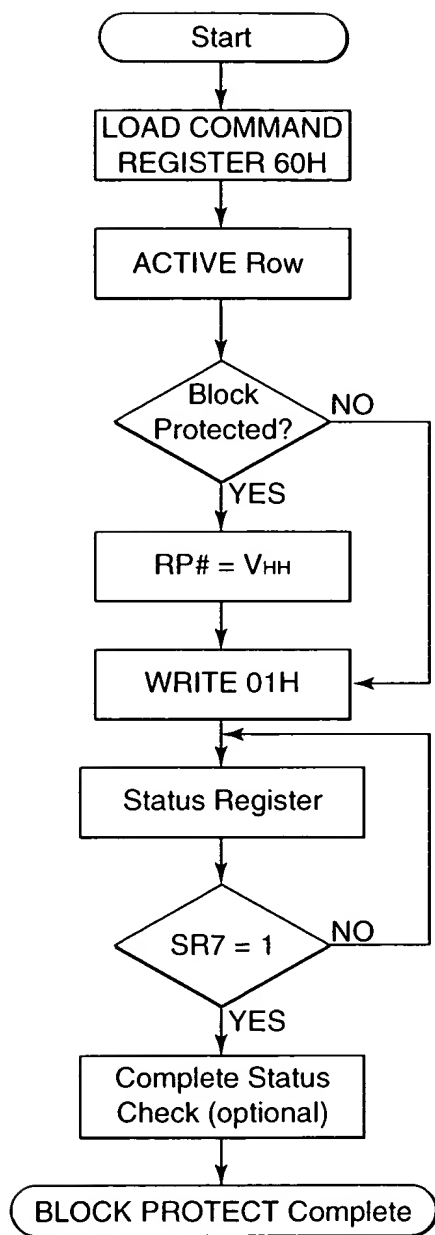 Start
LOAD COMMAND
REGISTER 60H
ACTIVE Row
Block
Protected?
NO
YES
RP# = VHH
WRITE 01H
Status Register
SR7 = 1
NO
YES
Complete Status
Check (optional)
BLOCK PROTECT Complete